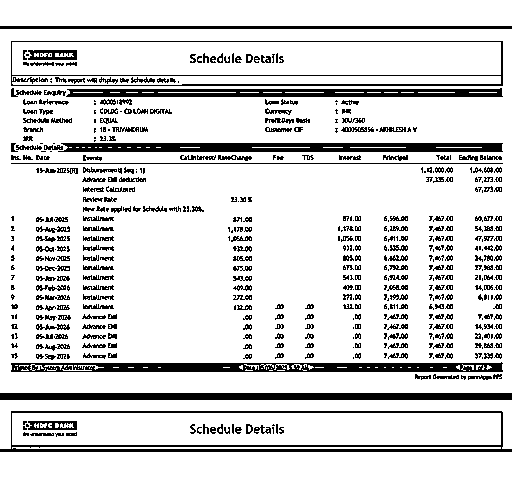 HDFC BANK
We understand your world
Schedule Details
Description : This report will display the Schedule details .
Schedule Enquiry
Loan Reference :
Loan Status : Active
Loan Type : CDLDG - CD LOAN DIGITAL
Currency : INR
Schedule Method : EQUAL
Profit Days Basis : 30U/360
Branch : 18 - TRIVANDRUM
Customer CIF : - AKHILESH A V
IRR : 23.3%
Schedule Details
Ins. No. Date Events Cal.Interest/ RateChange Fee TDS Interest Principal Total Ending Balance
15-Jun-2025(R) Disbursement( Seq : 1) 1,12,000.00 1,04,608.00
Advance EMI deduction 37,335.00 67,273.00
Interest Calculated 67,273.00
Review Rate 23.30 %
New Rate applied for Schedule with 23.30%.
1 05-Jul-2025 Installment 871.00 871.00 6,596.00 7,467.00 60,677.00
2 05-Aug-2025 Installment 1,178.00 1,178.00 6,289.00 7,467.00 54,388.00
3 05-Sep-2025 Installment 1,056.00 1,056.00 6,411.00 7,467.00 47,977.00
4 05-Oct-2025 Installment 932.00 932.00 6,535.00 7,467.00 41,442.00
5 05-Nov-2025 Installment 805.00 805.00 6,662.00 7,467.00 34,780.00
6 05-Dec-2025 Installment 675.00 675.00 6,792.00 7,467.00 27,988.00
7 05-Jan-2026 Installment 543.00 543.00 6,924.00 7,467.00 21,064.00
8 05-Feb-2026 Installment 409.00 409.00 7,058.00 7,467.00 14,006.00
9 05-Mar-2026 Installment 272.00 272.00 7,195.00 7,467.00 6,811.00
10 05-Apr-2026 Installment 132.00 .00 .00 132.00 6,811.00 6,943.00 .00
11 05-May-2026 Advance EMI .00 .00 .00 .00 7,467.00 7,467.00 7,467.00
12 05-Jun-2026 Advance EMI .00 .00 .00 .00 7,467.00 7,467.00 14,934.00
13 05-Jul-2026 Advance EMI .00 .00 .00 .00 7,467.00 7,467.00 22,401.00
14 05-Aug-2026 Advance EMI .00 .00 .00 .00 7,467.00 7,467.00 29,868.00
15 05-Sep-2026 Advance EMI .00 .00 .00 .00 7,467.00 7,467.00 37,335.00
Printed By : System Administrator Page 1 of 2
Report Generated by pennApps PFF
HDFC BANK
We understand your world
Schedule Details